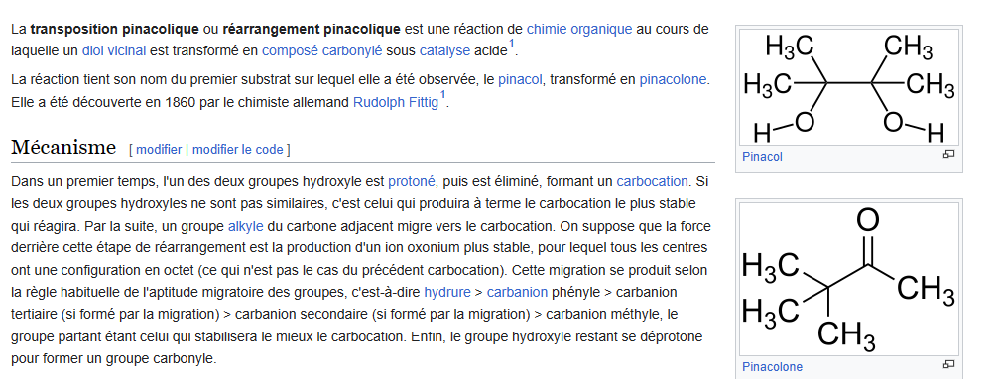 La transposition pinacolique ou réarrangement pinacolique est une réaction de chimie organique au cours de
laquelle un diol vicinal est transformé en composé carbonylé sous catalyse acide¹.
La réaction tient son nom du premier substrat sur lequel elle a été observée, le pinacol, transformé en pinacolone.
Elle a été découverte en 1860 par le chimiste allemand Rudolph Fittig¹.
Mécanisme [ modifier | modifier le code ]
Dans un premier temps, l'un des deux groupes hydroxyle est protoné, puis est éliminé, formant un carbocation. Si
les deux groupes hydroxyles ne sont pas similaires, c'est celui qui produira à terme le carbocation le plus stable
qui réagira. Par la suite, un groupe alkyle du carbone adjacent migre vers le carbocation. On suppose que la force
derrière cette étape de réarrangement est la production d'un ion oxonium plus stable, pour lequel tous les centres
ont une configuration en octet (ce qui n'est pas le cas du précédent carbocation). Cette migration se produit selon
la règle habituelle de l'aptitude migratoire des groupes, c'est-à-dire hydrure > carbanion phényle > carbanion
tertiaire (si formé par la migration) > carbanion secondaire (si formé par la migration) > carbanion méthyle, le
groupe partant étant celui qui stabilisera le mieux le carbocation. Enfin, le groupe hydroxyle restant se déprotone
pour former un groupe carbonyle.
H₃C CH₃
H₃C CH₃
H O O H
Pinacol
O
H₃C
CH₃
H₃C
CH₃
Pinacolone